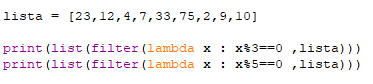 lista = [23,12,4,7,33,75,2,9,10]
print(list(filter(lambda x : x%3==0 ,lista)))
print(list(filter(lambda x : x%5==0 ,lista)))